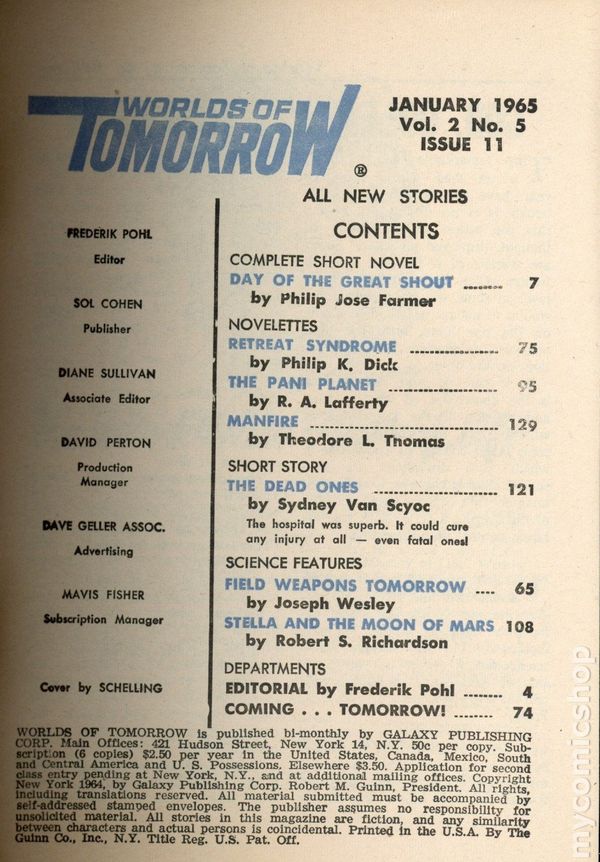 WORLDS OF
TOMORROW
®
JANUARY 1965
Vol. 2 No. 5
ISSUE 11
ALL NEW STORIES
FREDERIK POHL
Editor
SOL COHEN
Publisher
DIANE SULLIVAN
Associate Editor
DAVID PERTON
Production
Manager
DAVE GELLER ASSOC.
Advertising
MAVIS FISHER
Subscription Manager
Cover by SCHELLING
CONTENTS
COMPLETE SHORT NOVEL
DAY OF THE GREAT SHOUT ........ 7
by Philip Jose Farmer
NOVELETTES
RETREAT SYNDROME ........ 75
by Philip K. Dick
THE PANI PLANET ........ 95
by R. A. Lafferty
MANFIRE ........ 129
by Theodore L. Thomas
SHORT STORY
THE DEAD ONES ........ 121
by Sydney Van Scyoc
The hospital was superb. It could cure
any injury at all — even fatal ones!
SCIENCE FEATURES
FIELD WEAPONS TOMORROW .... 65
by Joseph Wesley
STELLA AND THE MOON OF MARS 108
by Robert S. Richardson
DEPARTMENTS
EDITORIAL by Frederik Pohl ........ 4
COMING . . . TOMORROW! ........ 74
WORLDS OF TOMORROW is published bi-monthly by GALAXY PUBLISHING
CORP. Main Offices: 421 Hudson Street, New York 14, N.Y. 50c per copy. Sub-
scription (6 copies) $2.50 per year in the United States, Canada, Mexico, South
and Central America and U. S. Possessions. Elsewhere $3.50. Application for second
class entry pending at New York, N.Y., and at additional mailing offices. Copyright
New York 1964, by Galaxy Publishing Corp. Robert M. Guinn, President. All rights,
including translations reserved. All material submitted must be accompanied by
self-addressed stamped envelopes. The publisher assumes no responsibility for
unsolicited material. All stories in this magazine are fiction, and any similarity
between characters and actual persons is coincidental. Printed in the U.S.A. By The
Guinn Co., Inc., N.Y. Title Reg. U.S. Pat. Off.
mycomicshop